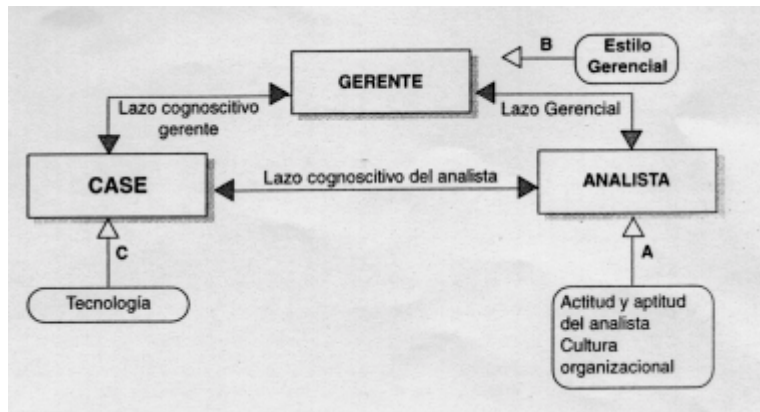 B
Estilo
Gerencial
GERENTE
Lazo cognoscitivo
gerente
Lazo Gerencial
CASE
Lazo cognoscitivo del analista
ANALISTA
C
A
Tecnología
Actitud y aptitud
del analista
Cultura
organizacional